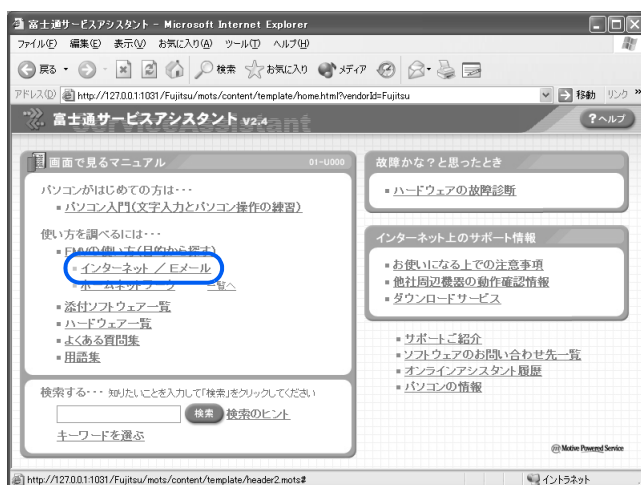 富士通サービスアシスタント - Microsoft Internet Explorer
ファイル(F) 編集(E) 表示(V) お気に入り(A) ツール(T) ヘルプ(H)
戻る 検索 お気に入り メディア
アドレス(D) http://127.0.0.1:1031/Fujitsu/mots/content/template/home.html?vendorId=Fujitsu 移動 リンク »
富士通サービスアシスタント V2.4 ?ヘルプ
画面で見るマニュアル 01-U000
パソコンがはじめての方は・・・
パソコン入門(文字入力とパソコン操作の練習)
使い方を調べるには・・・
FMVの使い方(目的から探す)
インターネット / Eメール
ホームネットワーク 一覧へ
添付ソフトウェア一覧
ハードウェア一覧
よくある質問集
用語集
検索する・・・ 知りたいことを入力して「検索」をクリックしてください
検索 検索のヒント
キーワードを選ぶ
故障かな?と思ったとき
ハードウェアの故障診断
インターネット上のサポート情報
お使いになる上での注意事項
他社周辺機器の動作確認情報
ダウンロードサービス
サポートご紹介
ソフトウェアのお問い合わせ先一覧
オンラインアシスタント履歴
パソコンの情報
Motive Powered Service
http://127.0.0.1:1031/Fujitsu/mots/content/template/header2.mots# イントラネット